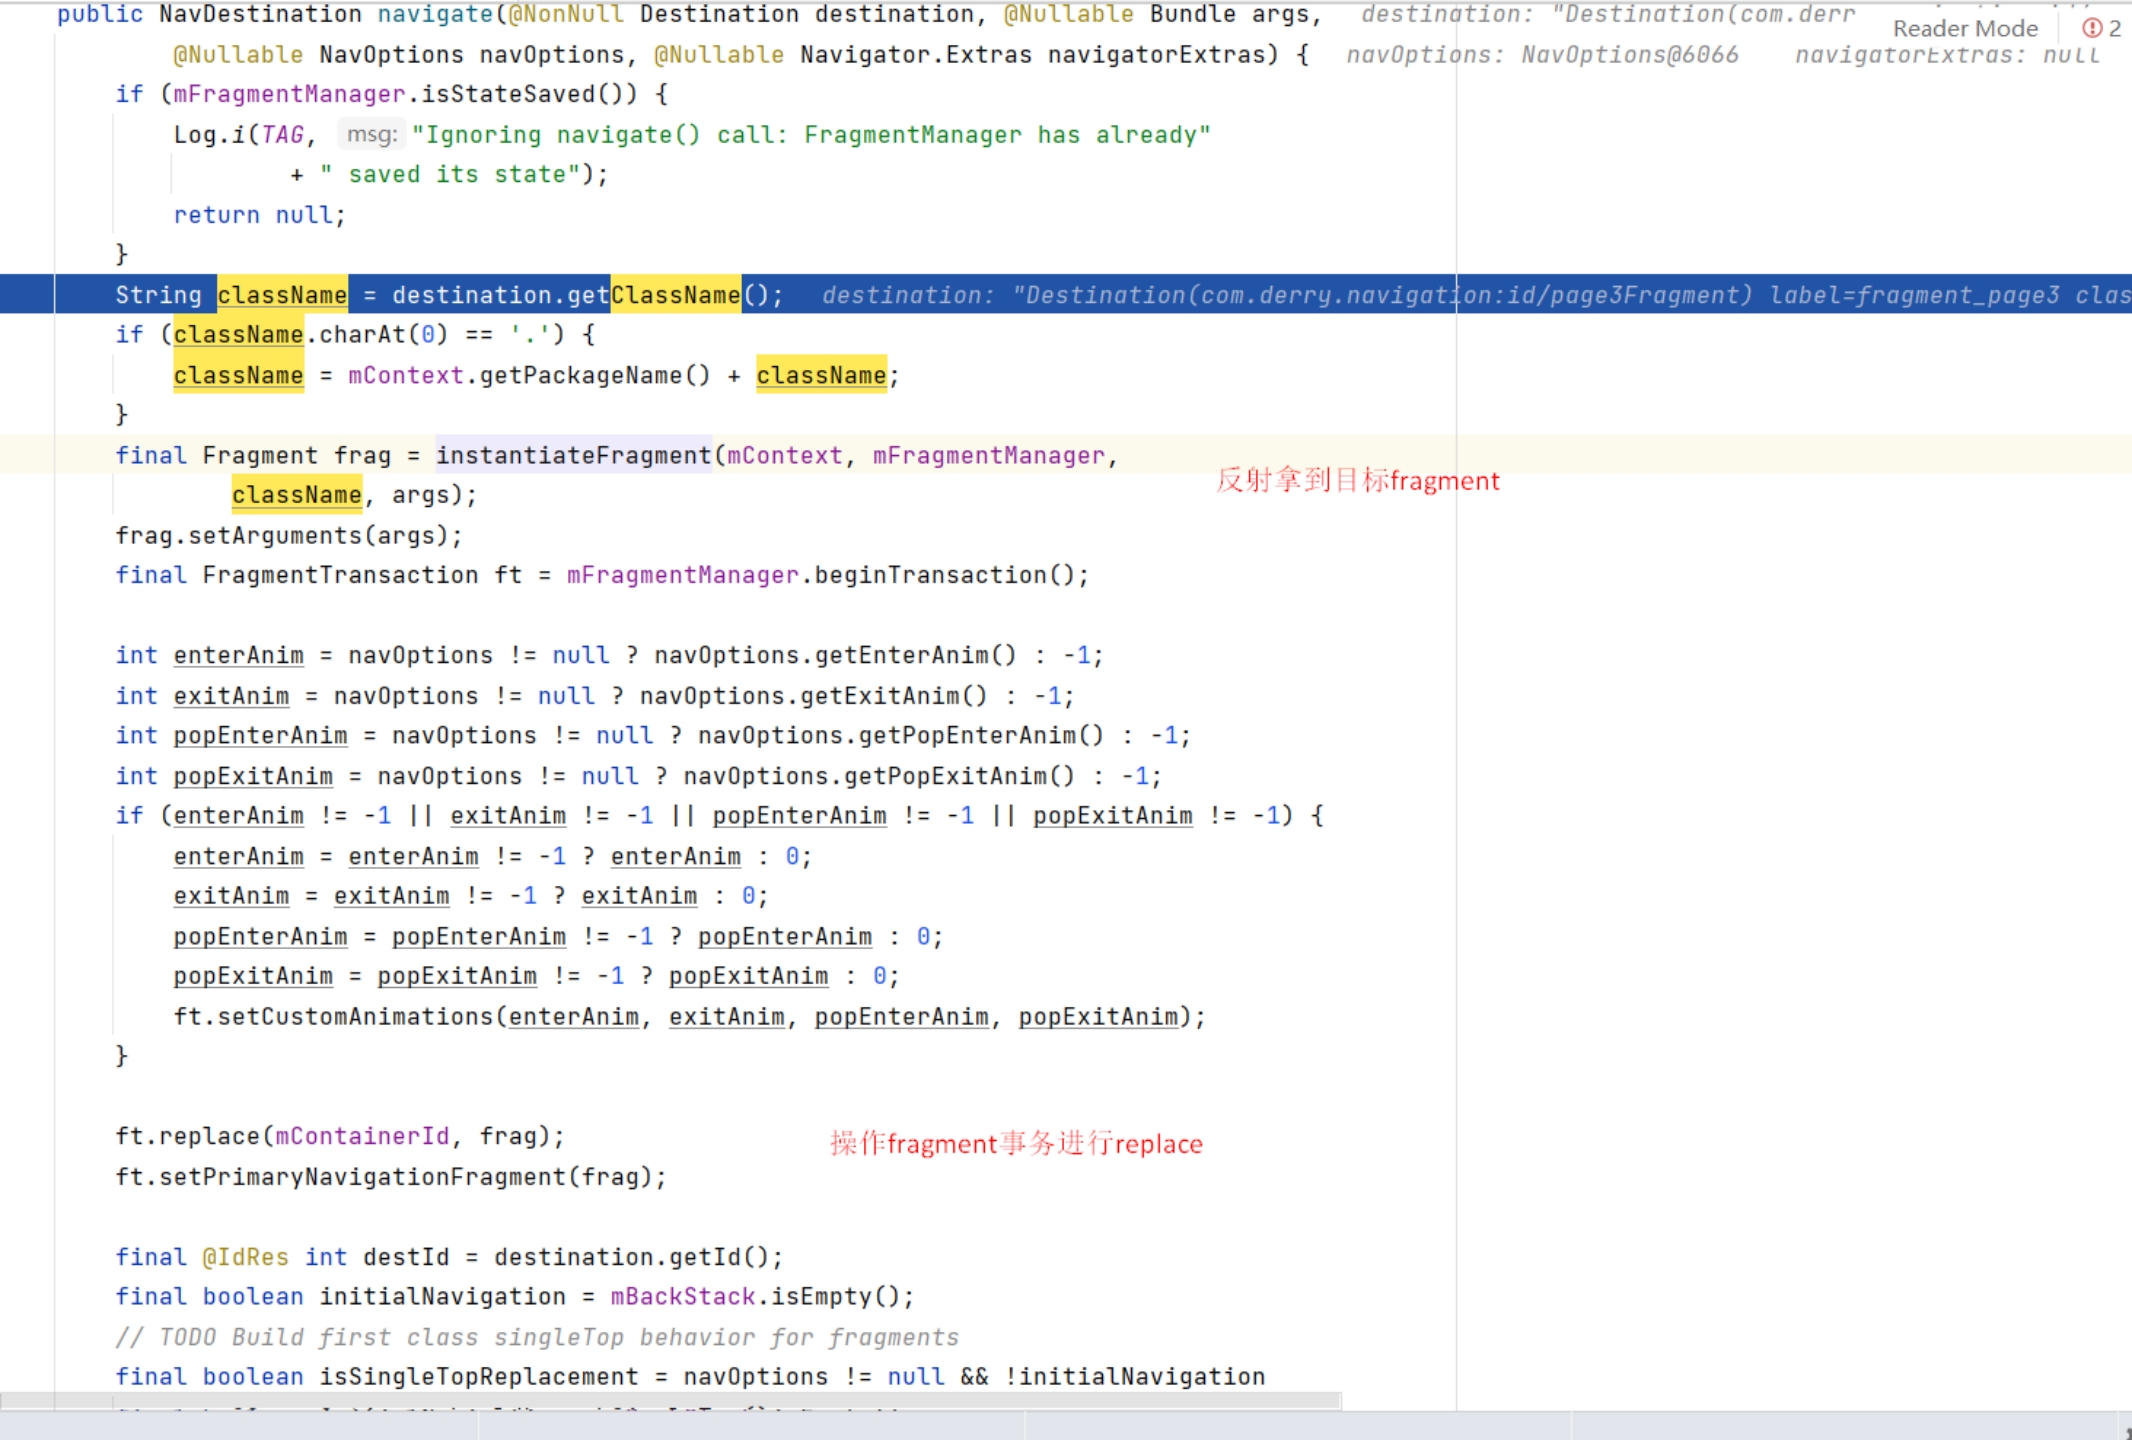 public NavDestination navigate(@NonNull Destination destination, @Nullable Bundle args,   destination: "Destination(com.derr
Reader Mode 2
@Nullable NavOptions navOptions, @Nullable Navigator.Extras navigatorExtras) {   navOptions: NavOptions@6066    navigatorExtras: null
if (mFragmentManager.isStateSaved()) {
Log.i(TAG, msg: "Ignoring navigate() call: FragmentManager has already"
+ " saved its state");
return null;
}
String className = destination.getClassName();   destination: "Destination(com.derry.navigation:id/page3Fragment) label=fragment_page3 clas
if (className.charAt(0) == '.') {
className = mContext.getPackageName() + className;
}
final Fragment frag = instantiateFragment(mContext, mFragmentManager,
反射拿到目标fragment
className, args);
frag.setArguments(args);
final FragmentTransaction ft = mFragmentManager.beginTransaction();
int enterAnim = navOptions != null ? navOptions.getEnterAnim() : -1;
int exitAnim = navOptions != null ? navOptions.getExitAnim() : -1;
int popEnterAnim = navOptions != null ? navOptions.getPopEnterAnim() : -1;
int popExitAnim = navOptions != null ? navOptions.getPopExitAnim() : -1;
if (enterAnim != -1 || exitAnim != -1 || popEnterAnim != -1 || popExitAnim != -1) {
enterAnim = enterAnim != -1 ? enterAnim : 0;
exitAnim = exitAnim != -1 ? exitAnim : 0;
popEnterAnim = popEnterAnim != -1 ? popEnterAnim : 0;
popExitAnim = popExitAnim != -1 ? popExitAnim : 0;
ft.setCustomAnimations(enterAnim, exitAnim, popEnterAnim, popExitAnim);
}
ft.replace(mContainerId, frag);
操作fragment事务进行replace
ft.setPrimaryNavigationFragment(frag);
final @IdRes int destId = destination.getId();
final boolean initialNavigation = mBackStack.isEmpty();
// TODO Build first class singleTop behavior for fragments
final boolean isSingleTopReplacement = navOptions != null && !initialNavigation